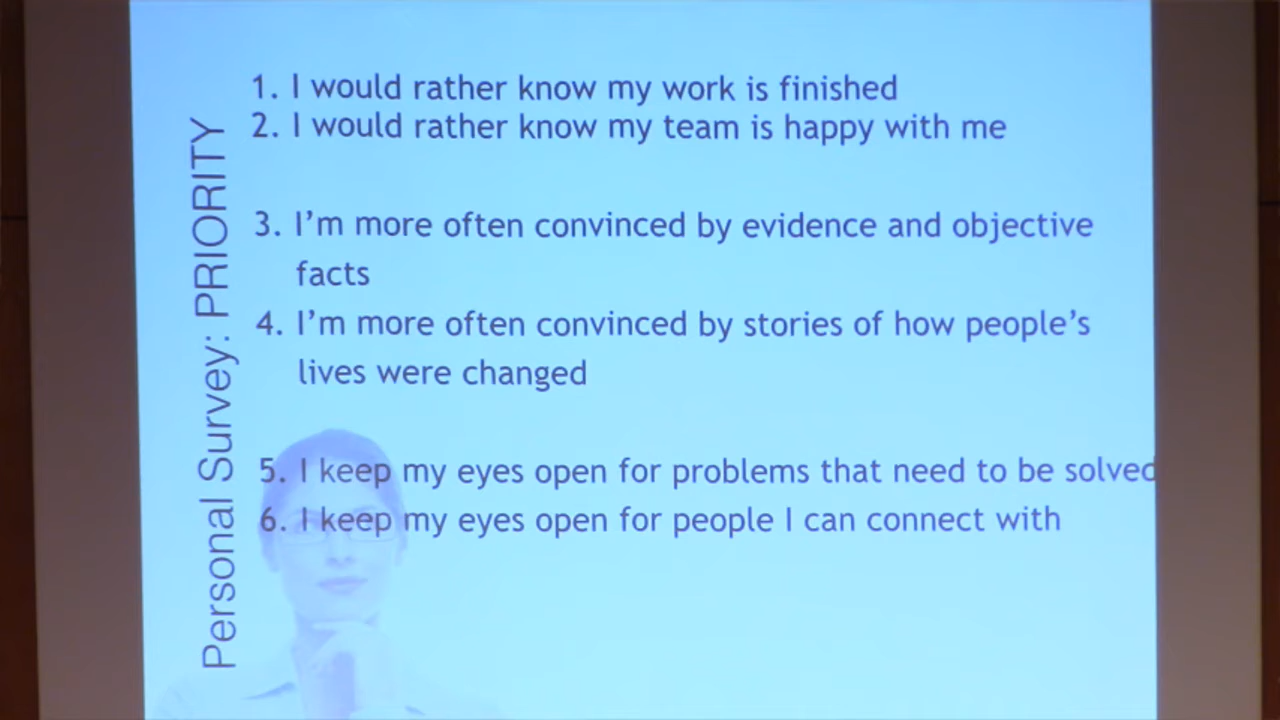 Personal Survey: PRIORITY
1. I would rather know my work is finished
2. I would rather know my team is happy with me
3. I'm more often convinced by evidence and objective
facts
4. I'm more often convinced by stories of how people's
lives were changed
5. I keep my eyes open for problems that need to be solved
6. I keep my eyes open for people I can connect with